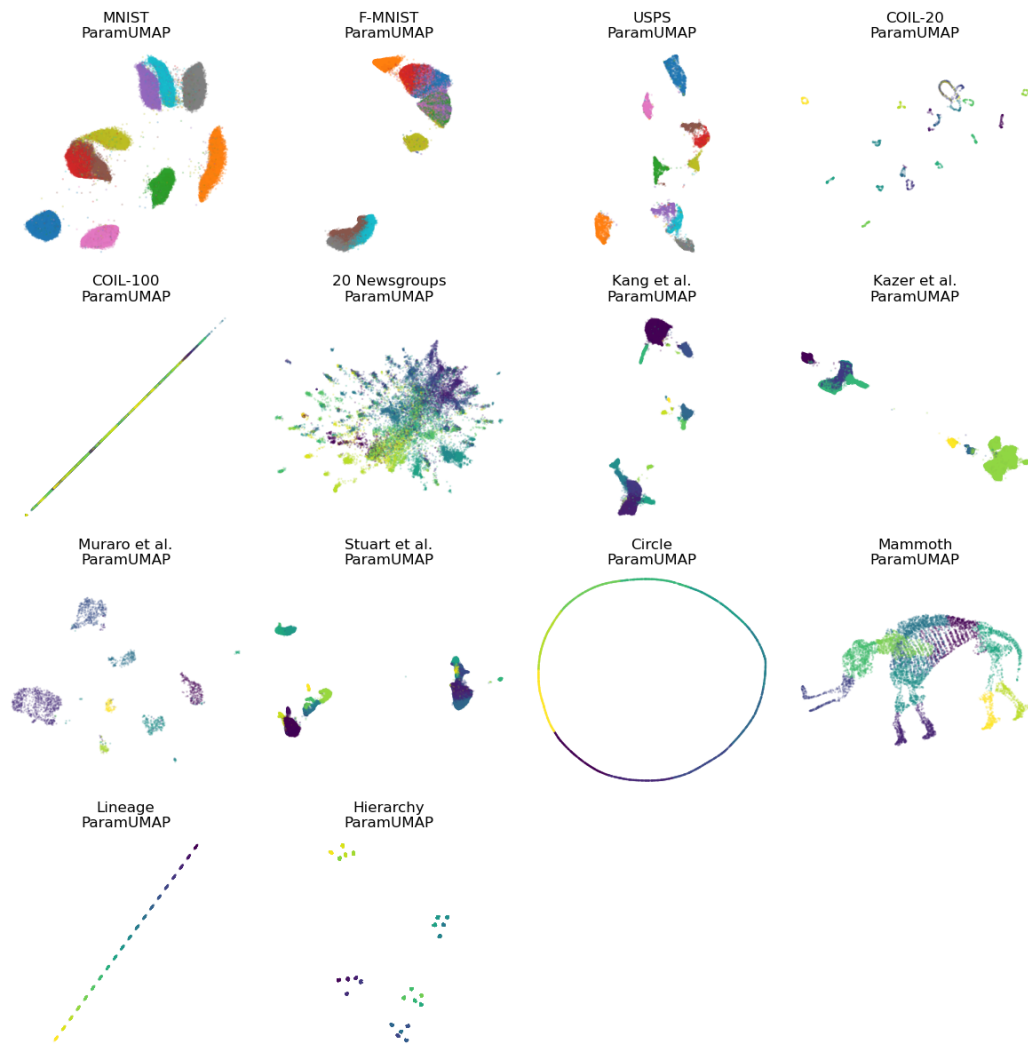 MNIST
ParamUMAP
F-MNIST
ParamUMAP
USPS
ParamUMAP
COIL-20
ParamUMAP
COIL-100
ParamUMAP
20 Newsgroups
ParamUMAP
Kang et al.
ParamUMAP
Kazer et al.
ParamUMAP
Muraro et al.
ParamUMAP
Stuart et al.
ParamUMAP
Circle
ParamUMAP
Mammoth
ParamUMAP
Lineage
ParamUMAP
Hierarchy
ParamUMAP